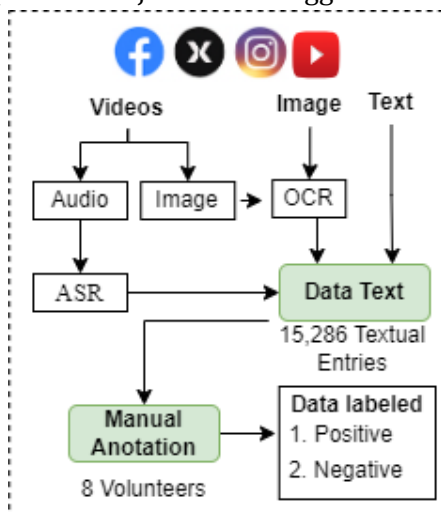 Videos
Image
Text
Audio
Image
OCR
ASR
Data Text
15,286 Textual
Entries
Manual
Anotation
8 Volunteers
Data labeled
1. Positive
2. Negative